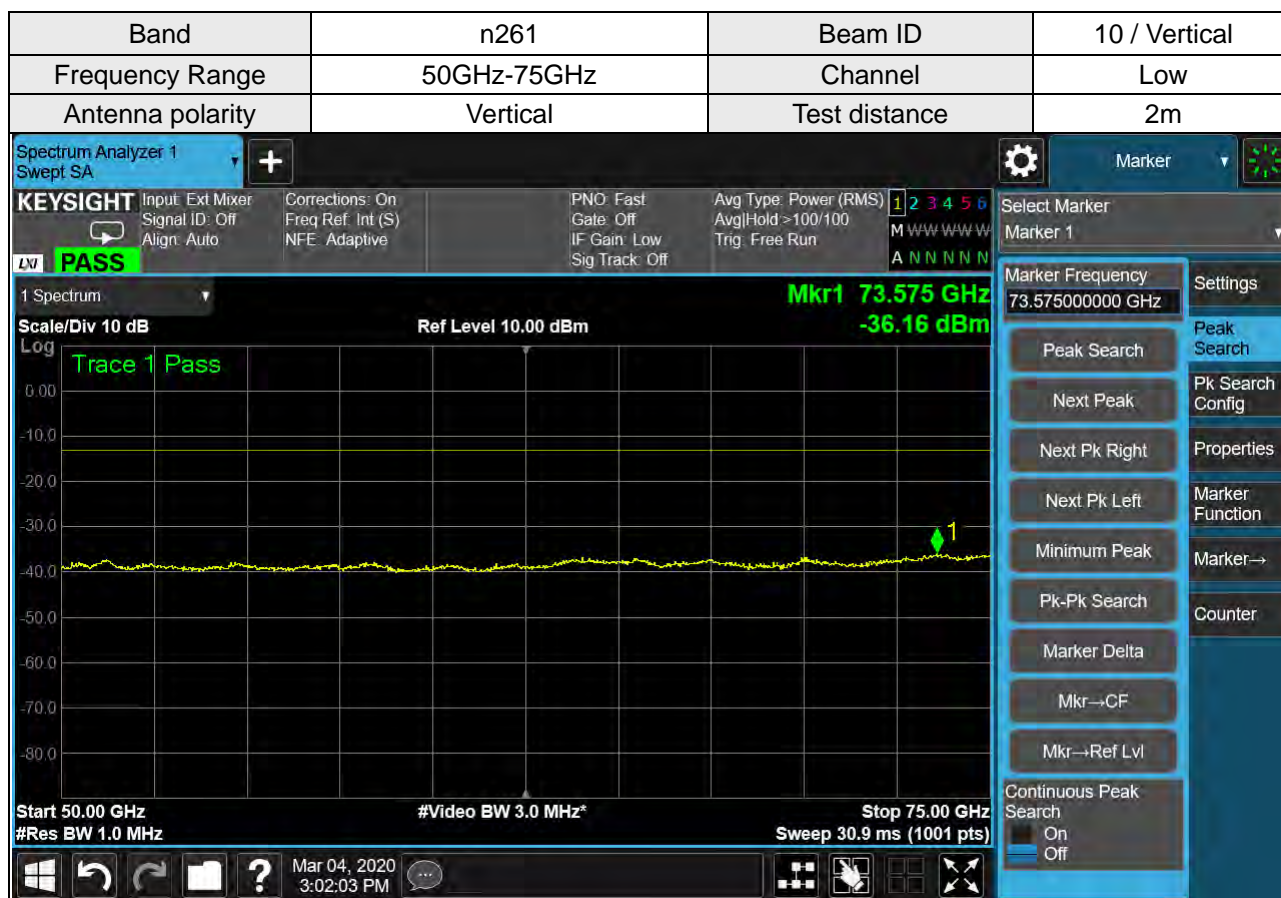 Band n261 Beam ID 10 / Vertical
Frequency Range 50GHz-75GHz Channel Low
Antenna polarity Vertical Test distance 2m
Spectrum Analyzer 1
Swept SA
+
Marker
KEYSIGHT
LXI
PASS
Input: Ext Mixer
Signal ID: Off
Align: Auto
Corrections: On
Freq Ref: Int (S)
NFE: Adaptive
PNO: Fast
Gate: Off
IF Gain: Low
Sig Track: Off
Avg Type: Power (RMS)
Avg|Hold >100/100
Trig: Free Run
1 2 3 4 5 6
M W W W W W
A N N N N N
Select Marker
Marker 1
1 Spectrum
Mkr1 73.575 GHz
-36.16 dBm
Scale/Div 10 dB
Ref Level 10.00 dBm
Log
Trace 1 Pass
0.00
-10.0
-20.0
-30.0
-40.0
-50.0
-60.0
-70.0
-80.0
1
Start 50.00 GHz
#Video BW 3.0 MHz*
Stop 75.00 GHz
#Res BW 1.0 MHz
Sweep 30.9 ms (1001 pts)
Marker Frequency
73.575000000 GHz
Peak Search
Next Peak
Next Pk Right
Next Pk Left
Minimum Peak
Pk-Pk Search
Marker Delta
Mkr→CF
Mkr→Ref Lvl
Continuous Peak
Search
On
Off
Settings
Peak
Search
Pk Search
Config
Properties
Marker
Function
Marker→
Counter
?
Mar 04, 2020
3:02:03 PM